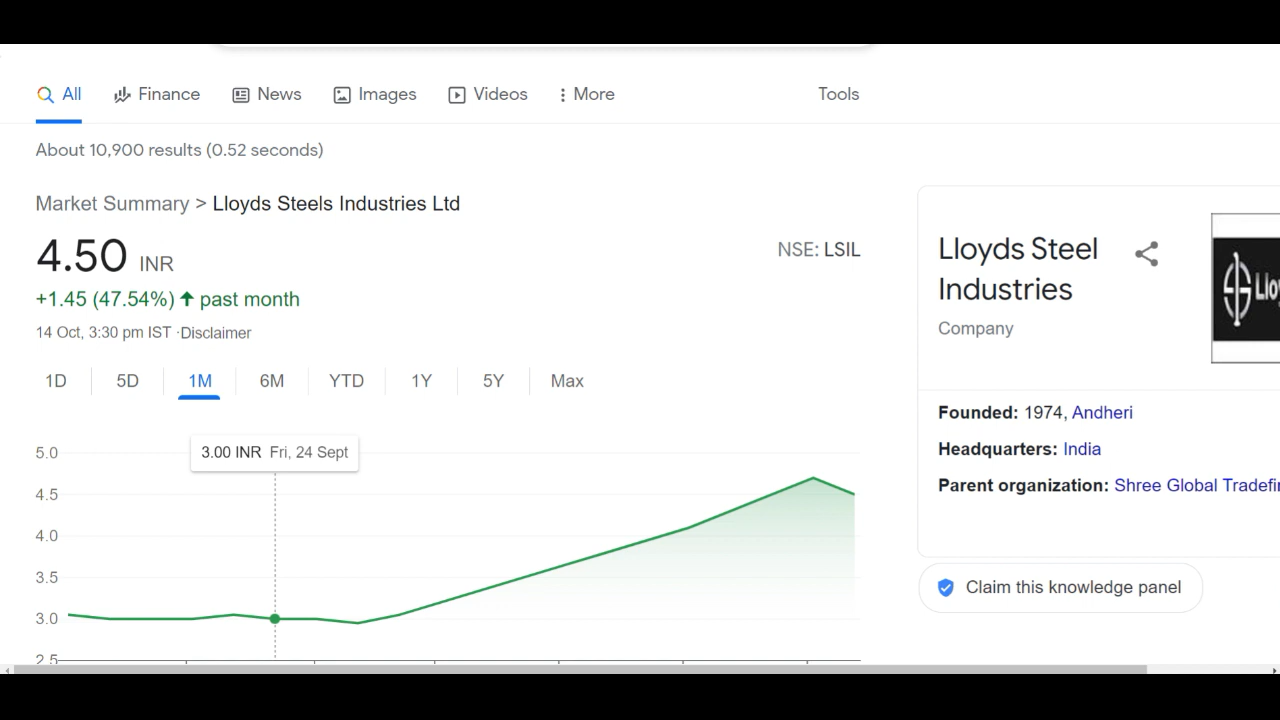 All Finance News Images Videos More Tools
About 10,900 results (0.52 seconds)
Market Summary > Lloyds Steels Industries Ltd
4.50 INR
NSE: LSIL
+1.45 (47.54%) ↑ past month
14 Oct, 3:30 pm IST ·Disclaimer
1D 5D 1M 6M YTD 1Y 5Y Max
3.00 INR Fri, 24 Sept
5.0
4.5
4.0
3.5
3.0
2.5
Lloyds Steel
Industries
Company
Founded: 1974, Andheri
Headquarters: India
Parent organization: Shree Global Tradefi
Claim this knowledge panel